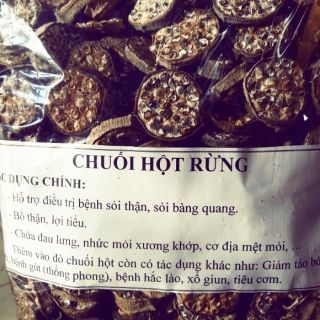 CHUỐI HỘT RỪNG
DỤNG CHÍNH:
- Hỗ trợ điều trị bệnh sỏi thận, sỏi bàng quang.
- Bổ thận, lợi tiểu.
- Chữa đau lưng, nhức mỏi xương khớp, cơ địa mệt mỏi, ...
Thêm vào đó chuối hột còn có tác dụng khác như: Giảm táo
bệnh gút (thống phong), bệnh hắc lào, xổ giun, tiêu cơm.